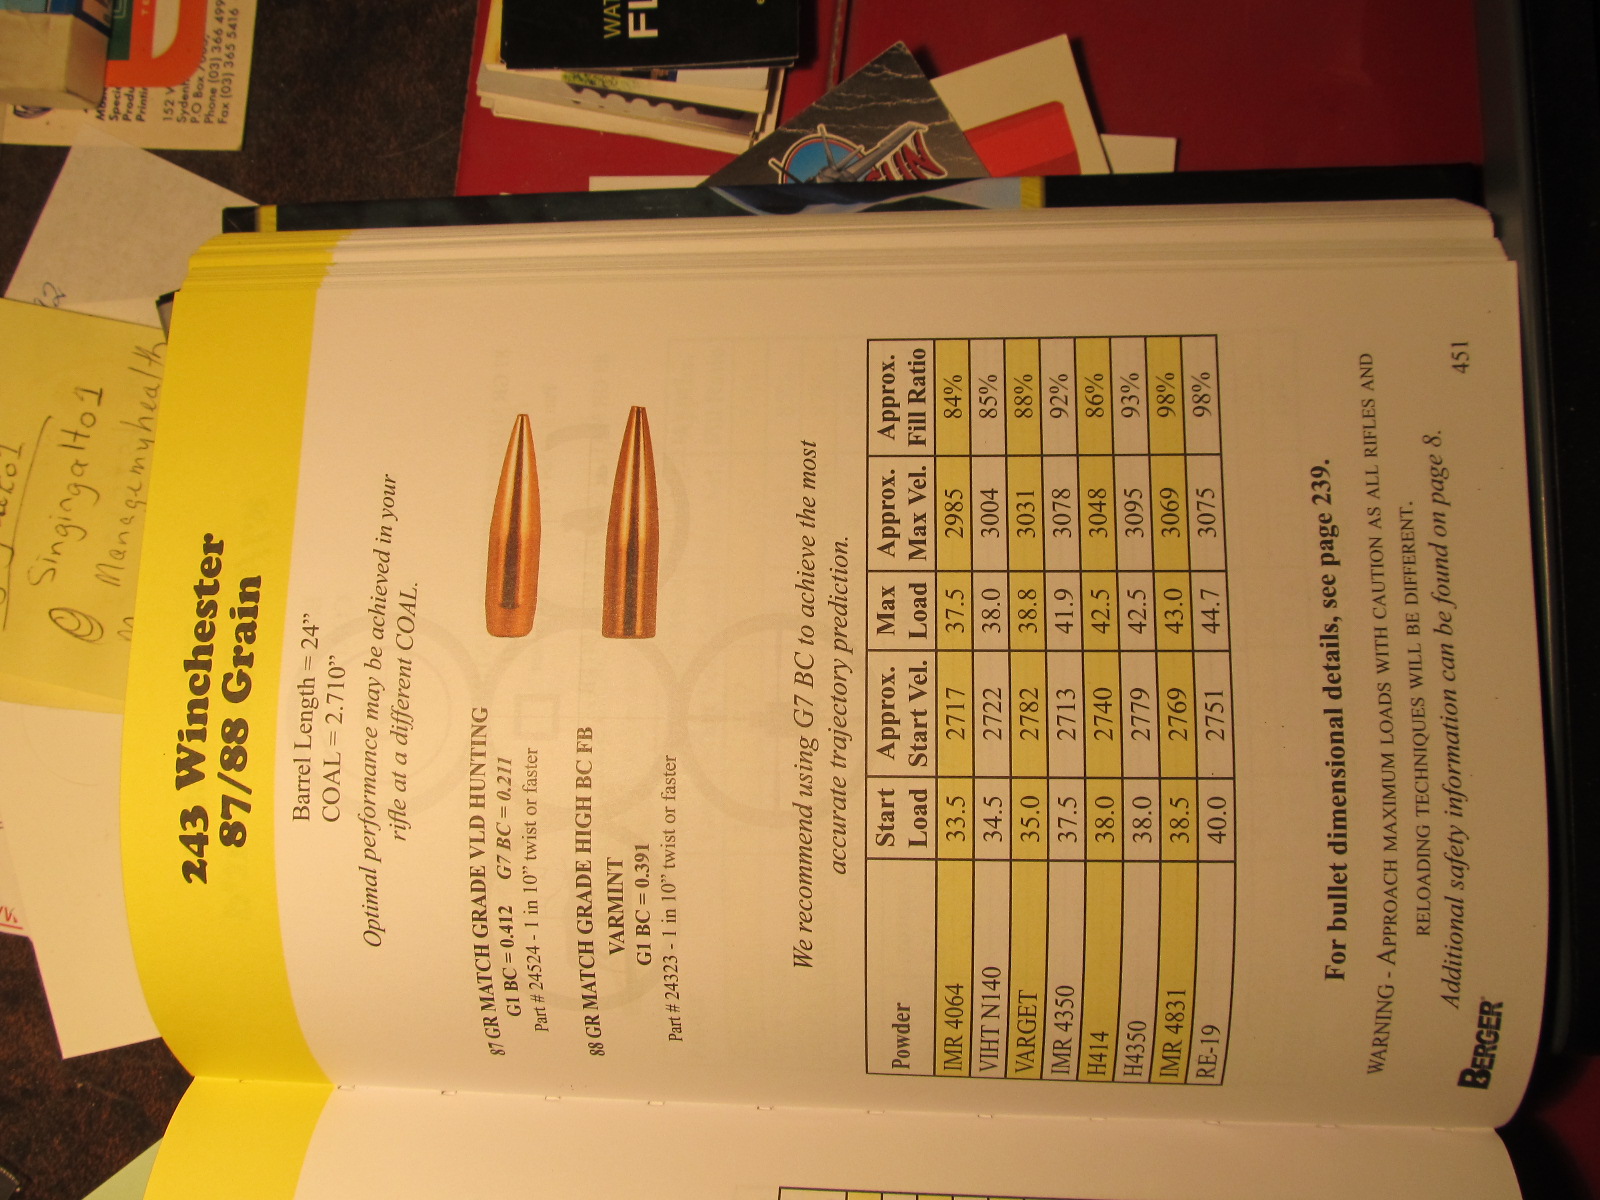 243 Winchester
87/88 Grain
Barrel Length = 24”
COAL = 2.710”
Optimal performance may be achieved in your
rifle at a different COAL.
87 GR MATCH GRADE VLD HUNTING
G1 BC = 0.412 G7 BC = 0.211
Part # 24524 - 1 in 10” twist or faster
88 GR MATCH GRADE HIGH BC FB
VARMINT
G1 BC = 0.391
Part # 24323 - 1 in 10” twist or faster
We recommend using G7 BC to achieve the most
accurate trajectory prediction.
Powder Start Load Approx. Start Vel. Max Load Approx. Max Vel. Approx. Fill Ratio
IMR 4064 33.5 2717 37.5 2985 84%
VIHT N140 34.5 2722 38.0 3004 85%
VARGET 35.0 2782 38.8 3031 88%
IMR 4350 37.5 2713 41.9 3078 92%
H414 38.0 2740 42.5 3048 86%
H4350 38.0 2779 42.5 3095 93%
IMR 4831 38.5 2769 43.0 3069 98%
RE-19 40.0 2751 44.7 3075 98%
For bullet dimensional details, see page 239.
WARNING - APPROACH MAXIMUM LOADS WITH CAUTION AS ALL RIFLES AND
RELOADING TECHNIQUES WILL BE DIFFERENT.
Additional safety information can be found on page 8.
BERGER
451
Singingalto1
Managemyhealth
152 V
Sydenh
P.O Box
Phone (03) 366 499
Fax (03) 365 5416
Speci
Produ
Printi
WAT
FL